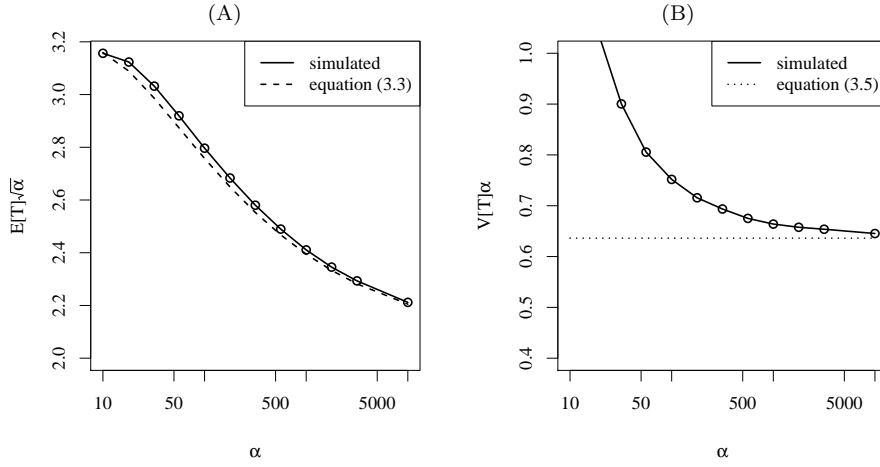 (A)
E[T]√α
3.2
3.0
2.8
2.6
2.4
2.2
2.0
simulated
equation (3.3)
10
50
500
5000
α
(B)
V[T]α
1.0
0.9
0.8
0.7
0.6
0.5
0.4
simulated
equation (3.5)
10
50
500
5000
α